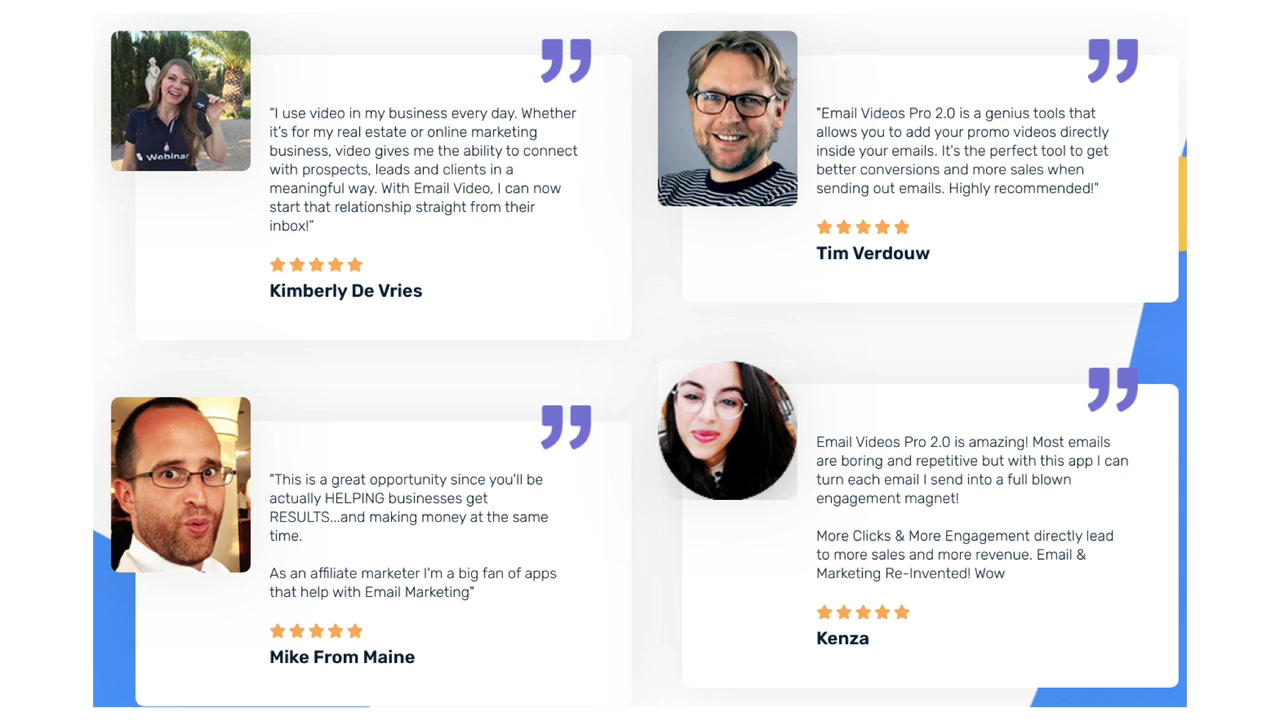 Webinar
“I use video in my business every day. Whether
it’s for my real estate or online marketing
business, video gives me the ability to connect
with prospects, leads and clients in a
meaningful way. With Email Video, I can now
start that relationship straight from their
inbox!”
Kimberly De Vries
"Email Videos Pro 2.0 is a genius tools that
allows you to add your promo videos directly
inside your emails. It's the perfect tool to get
better conversions and more sales when
sending out emails. Highly recommended!"
Tim Verdouw
"This is a great opportunity since you'll be
actually HELPING businesses get
RESULTS...and making money at the same
time.
As an affiliate marketer I'm a big fan of apps
that help with Email Marketing"
Mike From Maine
Email Videos Pro 2.0 is amazing! Most emails
are boring and repetitive but with this app I can
turn each email I send into a full blown
engagement magnet!
More Clicks & More Engagement directly lead
to more sales and more revenue. Email &
Marketing Re-Invented! Wow
Kenza